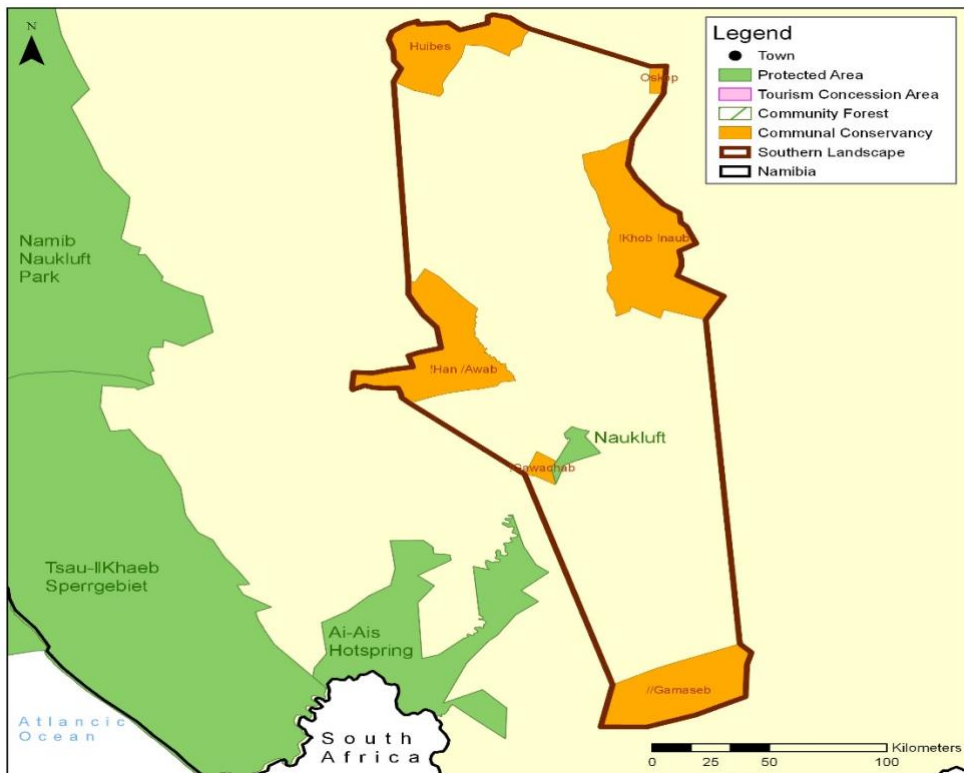 N
Huibes
Oskop
Legend
Town
Protected Area
Tourism Concession Area
Community Forest
Communal Conservancy
Southern Landscape
Namibia
Namib
Naukluft
Park
!Khob !naub
!Han /Awab
Naukluft
/Gawachab
Tsau-llKhaeb
Sperrgebiet
Ai-Ais
Hotspring
//Gamaseb
Atlancic
Ocean
South
Africa
Kilometers
0 25 50 100